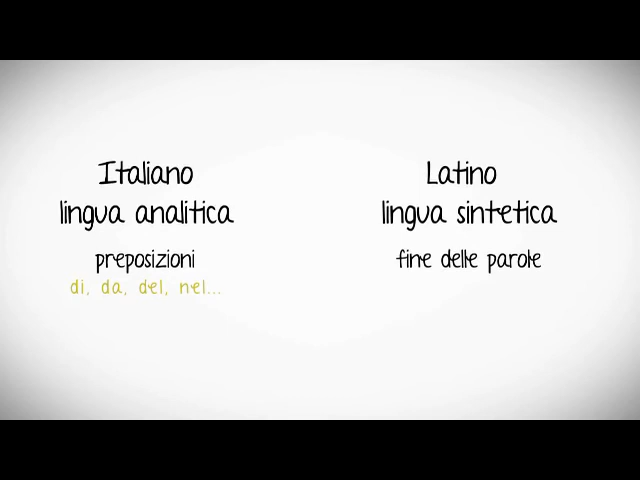 Italiano
lingua analitica
preposizioni
di, da, del, nel...
Latino
lingua sintetica
fine delle parole